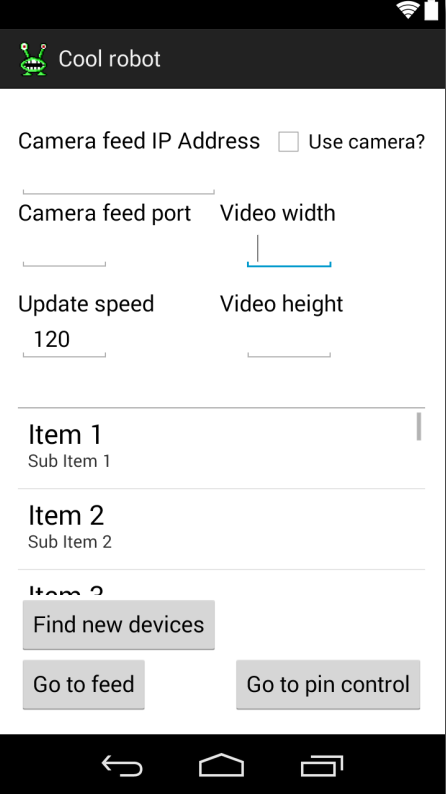 Cool robot
Camera feed IP Address
Use camera?
Camera feed port
Video width
Update speed
Video height
120
Item 1
Sub Item 1
Item 2
Sub Item 2
Item 3
Find new devices
Go to feed
Go to pin control